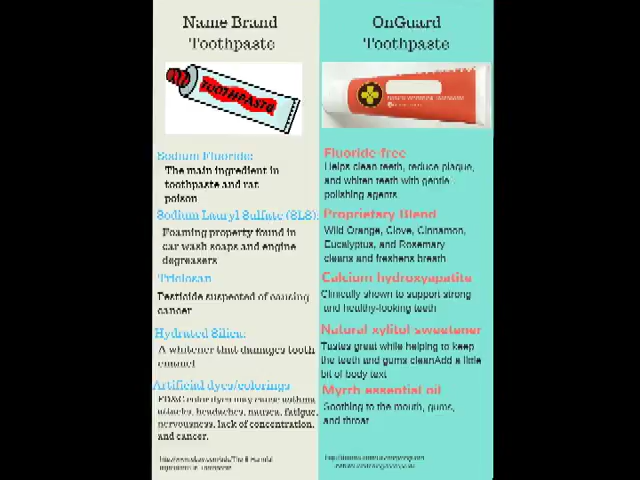 Name Brand
Toothpaste
TOOTHPASTE
Sodium Fluoride:
The main ingredient in
toothpaste and rat
poison
Sodium Lauryl Sulfate (SLS):
Foaming property found in
car wash soaps and engine
degreasers
Triclosan
Pesticide suspected of causing
cancer
Hydrated Silica:
A whitener that damages tooth
enamel
Artificial dyes/colorings
FD&C color dyes may cause asthma
attacks, headaches, nausea, fatigue,
nervousness, lack of concentration,
and cancer.
OnGuard
Toothpaste
Fluoride-free
Helps clean teeth, reduce plaque,
and whiten teeth with gentle
polishing agents
Proprietary Blend
Wild Orange, Clove, Cinnamon,
Eucalyptus, and Rosemary
cleans and freshens breath
Calcium hydroxyapatite
Clinically shown to support strong
and healthy-looking teeth
Natural xylitol sweetener
Tastes great while helping to keep
the teeth and gums cleanAdd a little
bit of body text
Myrrh essential oil
Soothing to the mouth, gums,
and throat